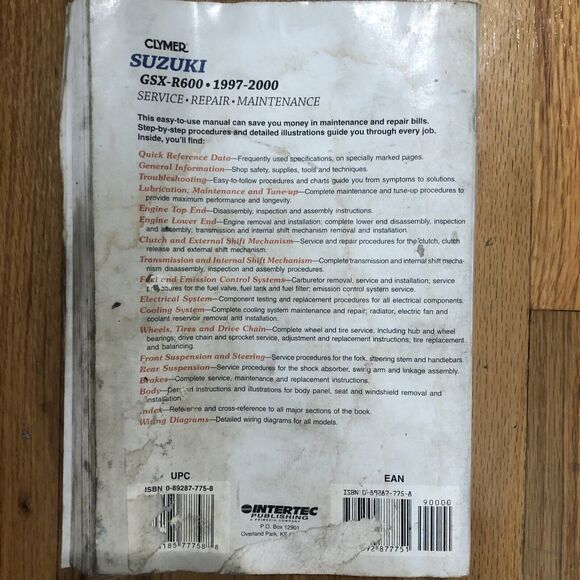 CLYMER
SUZUKI
GSX-R600 • 1997-2000
SERVICE • REPAIR • MAINTENANCE
This easy-to-use manual can save you money in maintenance and repair bills.
Step-by-step procedures and detailed illustrations guide you through every job.
Inside, you'll find:
Quick Reference Data—Frequently used specifications, on specially marked pages.
General Information—Shop safety, supplies, tools and techniques.
Troubleshooting—Easy-to-follow procedures and charts guide you from symptoms to solutions.
Lubrication, Maintenance and Tune-up—Complete maintenance and tune-up procedures to
provide maximum performance and longevity.
Engine Top End—Disassembly, inspection and assembly instructions.
Engine Lower End—Engine removal and installation; complete lower end disassembly, inspection
and assembly; transmission and internal shift mechanism removal and installation.
Clutch and External Shift Mechanism—Service and repair procedures for the clutch, clutch
release and external shift mechanism.
Transmission and Internal Shift Mechanism—Complete transmission and internal shift mecha-
nism disassembly, inspection and assembly procedures.
Fuel and Emission Control Systems—Carburetor removal, service and installation; service
procedures for the fuel valve, fuel tank and fuel filter; emission control system service.
Electrical System—Component testing and replacement procedures for all electrical components.
Cooling System—Complete cooling system maintenance and repair; radiator, electric fan and
coolant reservoir removal and installation.
Wheels, Tires and Drive Chain—Complete wheel and tire service, including hub and wheel
bearings; drive chain and sprocket service, adjustment and replacement instructions; tire replacement
and balancing.
Front Suspension and Steering—Service procedures for the fork, steering stem and handlebars.
Rear Suspension—Service procedures for the shock absorber, swing arm and linkage assembly.
Brakes—Complete service, maintenance and replacement instructions.
Body—Detailed instructions and illustrations for body panel, seat and windshield removal and
installation.
Index—Reference and cross-reference to all major sections of the book.
Wiring Diagrams—Detailed wiring diagrams for all models.
UPC
EAN
ISBN 0-89287-775-8
ISBN 0-89287-775-8
90000
INTERTEC
PUBLISHING
A PRIMEDIA COMPANY
P.O. Box 12901
Overland Park, KS
185 77758 8
92 877751